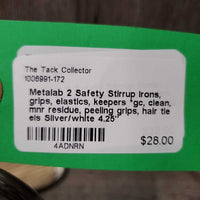 The Tack Collector
1006991-172
Metalab 2 Safety Stirrup Irons,
grips, elastics, keepers *gc, clean,
mnr residue, peeling grips, hair tie
els Silver/white 4.25"
4ADNRN
$28.00